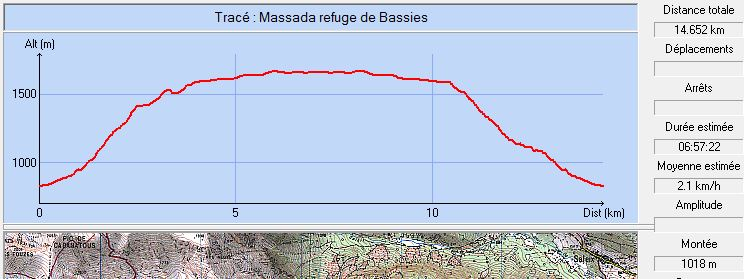 Tracé : Massada refuge de Bassies
Alt (m)
1500
1000
0
5
10
Dist (km)
Distance totale
14.652 km
Déplacements
Arrêts
Durée estimée
06:57:22
Moyenne estimée
2.1 km/h
Amplitude
Montée
1018 m